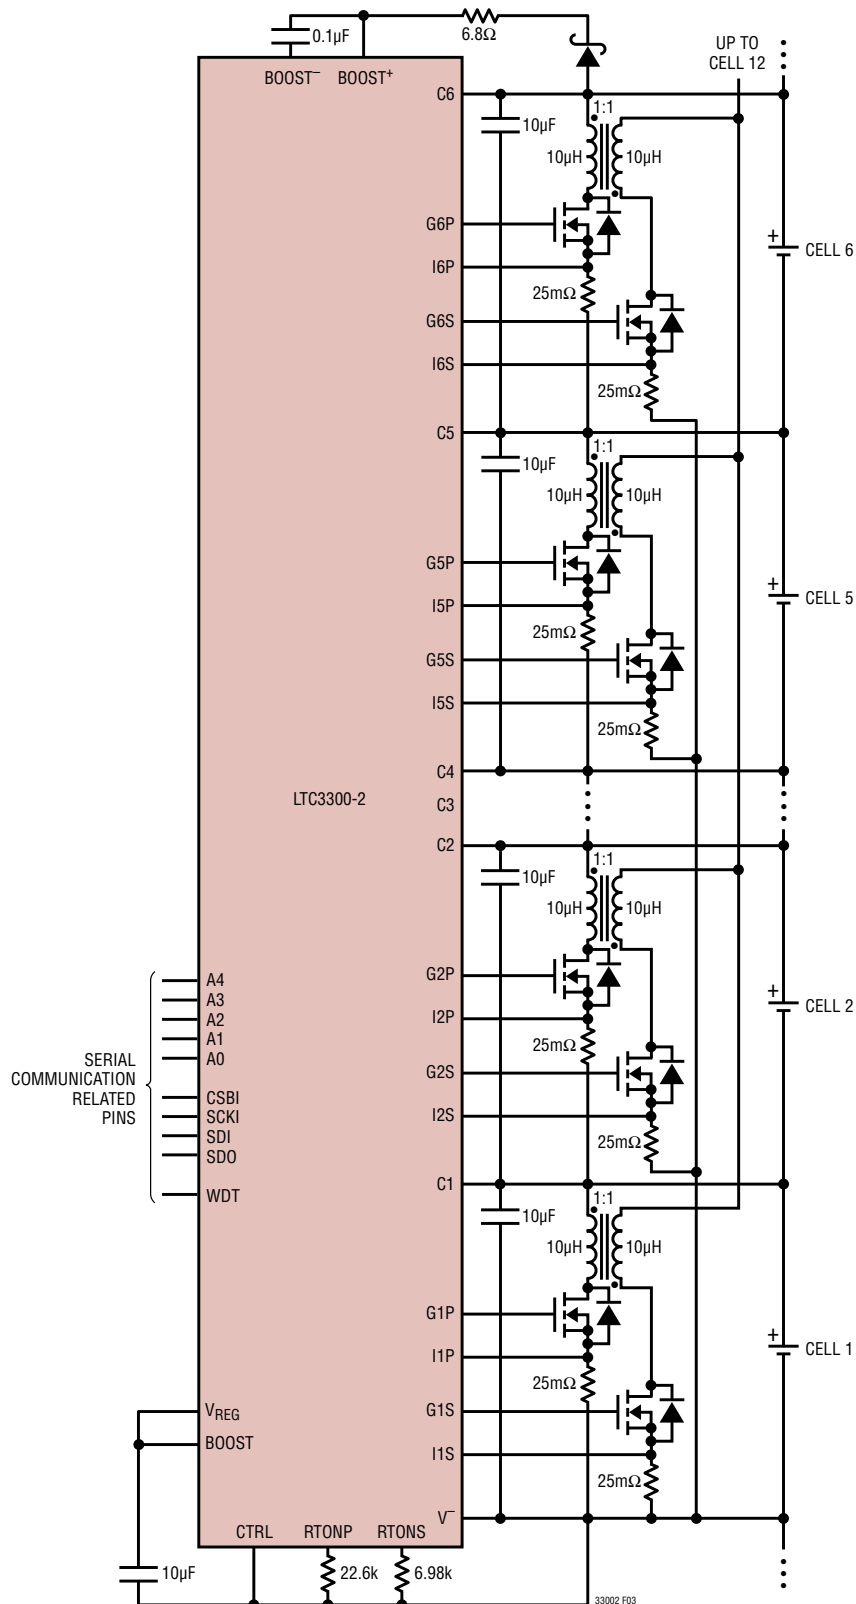 0.1µF
6.8Ω
UP TO
CELL 12
BOOST–
BOOST+
C6
1:1
10µF
10µH
10µH
G6P
+
CELL 6
I6P
25mΩ
G6S
I6S
25mΩ
C5
1:1
10µF
10µH
10µH
G5P
+
CELL 5
I5P
25mΩ
G5S
I5S
25mΩ
C4
LTC3300-2
C3
C2
1:1
10µF
10µH
10µH
G2P
+
CELL 2
I2P
25mΩ
G2S
I2S
25mΩ
SERIAL
COMMUNICATION
RELATED
PINS
A4
A3
A2
A1
A0
CSBI
SCKI
SDI
SDO
WDT
C1
1:1
10µF
10µH
10µH
G1P
+
CELL 1
I1P
25mΩ
G1S
I1S
25mΩ
VREG
BOOST
V–
CTRL
RTONP
RTONS
10µF
22.6k
6.98k
33002 F03